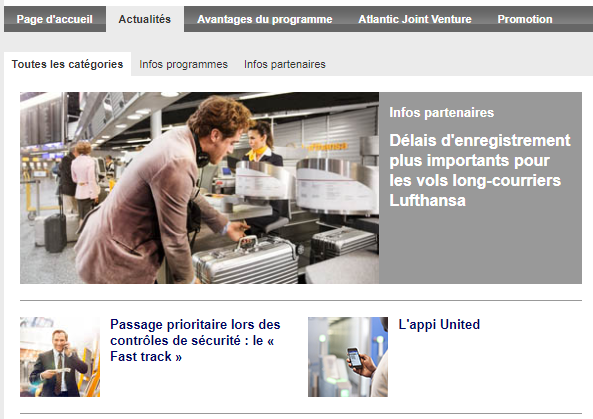 Page d'accueil Actualités Avantages du programme Atlantic Joint Venture Promotion
Toutes les catégories Infos programmes Infos partenaires
Infos partenaires
Délais d'enregistrement
plus importants pour
les vols long-courriers
Lufthansa
Passage prioritaire lors des
contrôles de sécurité : le «
Fast track »
L'appi United